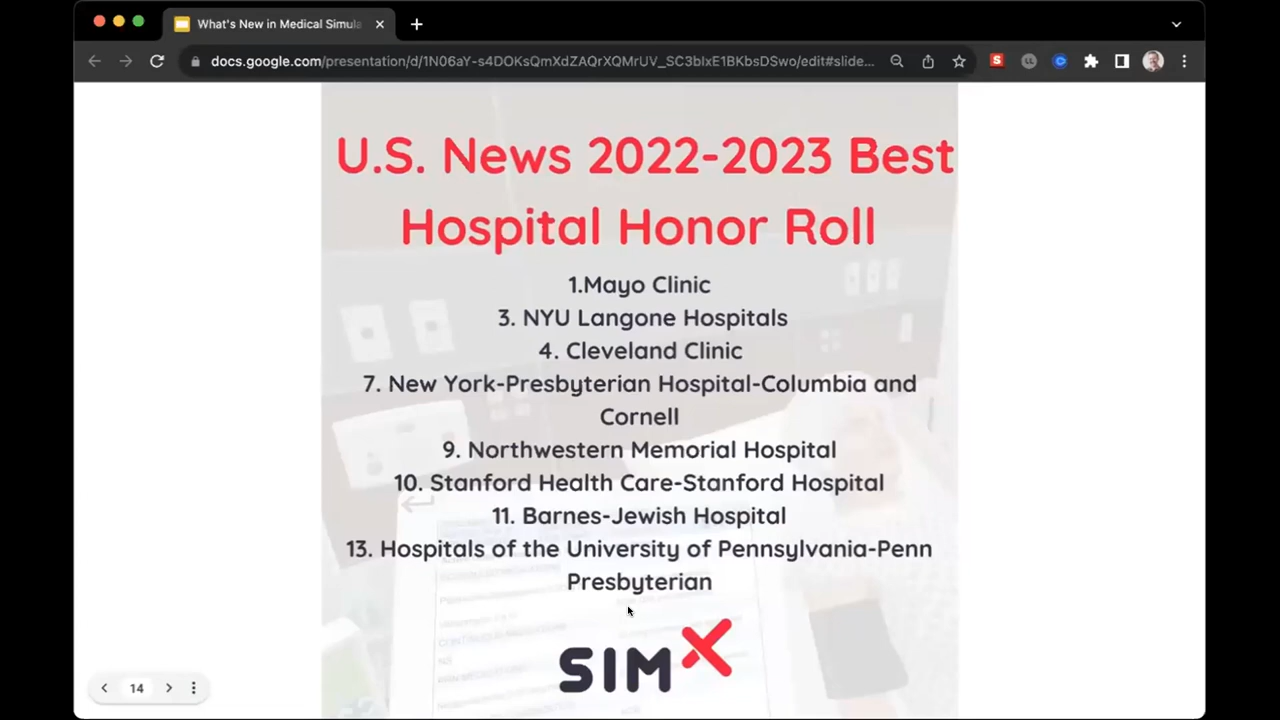 What's New in Medical Simula
docs.google.com/presentation/d/1N06aY-s4DOKsQmXdZAQrXQMrUV_SC3bIxE1BKbsDSwo/edit#slide...
U.S. News 2022-2023 Best
Hospital Honor Roll
1.Mayo Clinic
3. NYU Langone Hospitals
4. Cleveland Clinic
7. New York-Presbyterian Hospital-Columbia and
Cornell
9. Northwestern Memorial Hospital
10. Stanford Health Care-Stanford Hospital
11. Barnes-Jewish Hospital
13. Hospitals of the University of Pennsylvania-Penn
Presbyterian
SIMX
14